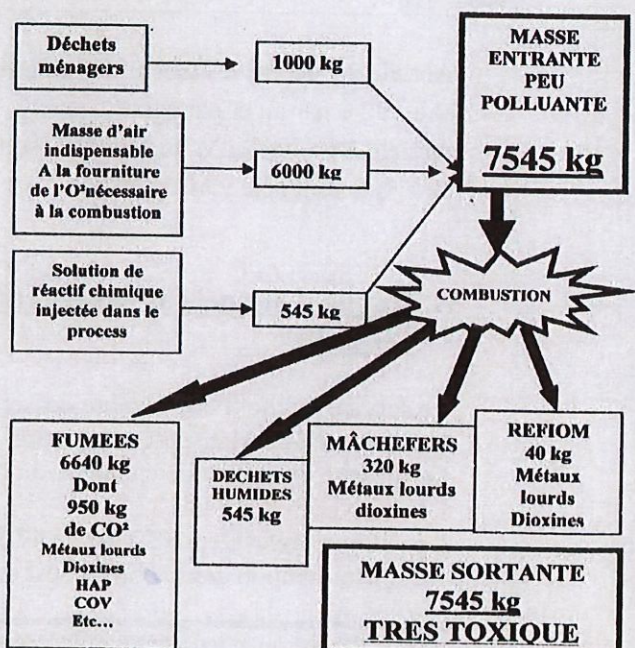 Déchets
ménagers
1000 kg
MASSE
ENTRANTE
PEU
POLLUANTE
7545 kg
Masse d'air
indispensable
A la fourniture
de l'O²nécessaire
à la combustion
6000 kg
Solution de
réactif chimique
injectée dans le
process
545 kg
COMBUSTION
FUMEES
6640 kg
Dont
950 kg
de CO²
Métaux lourds
Dioxines
HAP
COV
Etc...
DECHETS
HUMIDES
545 kg
MÂCHEFERS
320 kg
Métaux lourds
dioxines
REFIOM
40 kg
Métaux
lourds
Dioxines
MASSE SORTANTE
7545 kg
TRES TOXIQUE